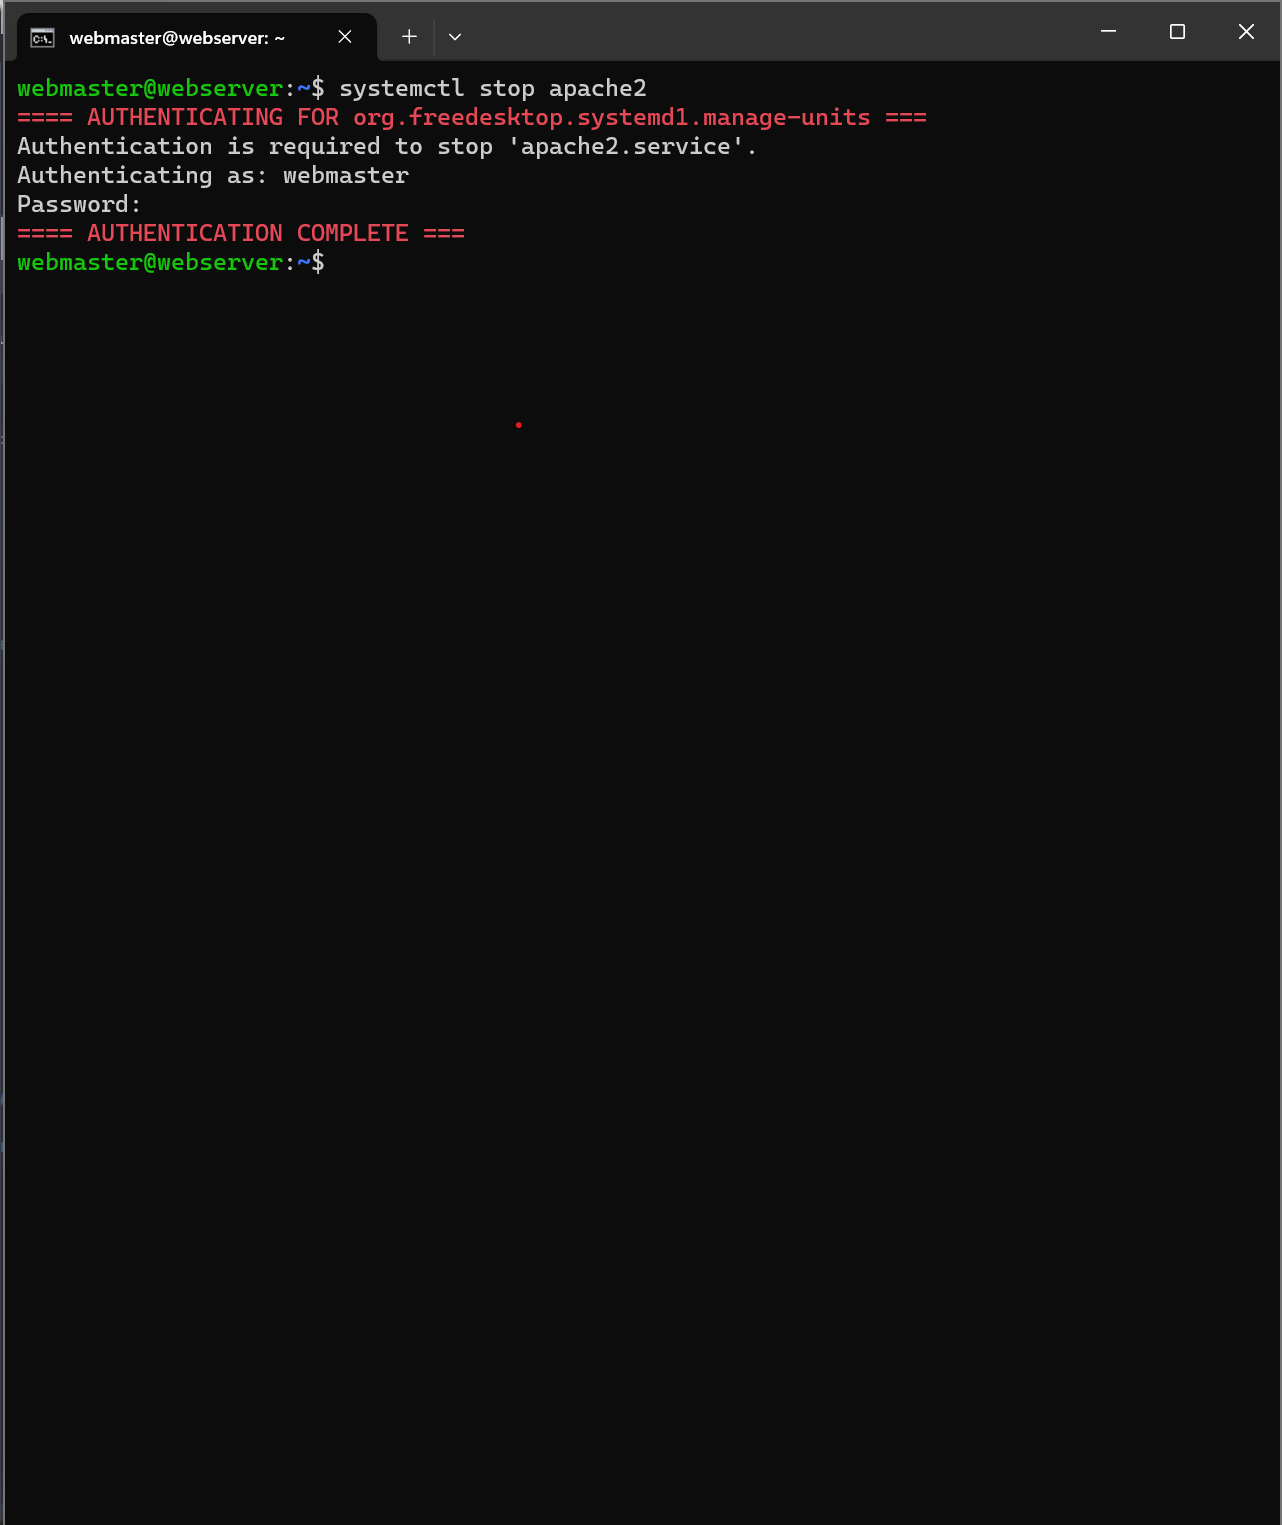 webmaster@webserver: ~
webmaster@webserver:~$ systemctl stop apache2
==== AUTHENTICATING FOR org.freedesktop.systemd1.manage-units ===
Authentication is required to stop 'apache2.service'.
Authenticating as: webmaster
Password:
==== AUTHENTICATION COMPLETE ===
webmaster@webserver:~$